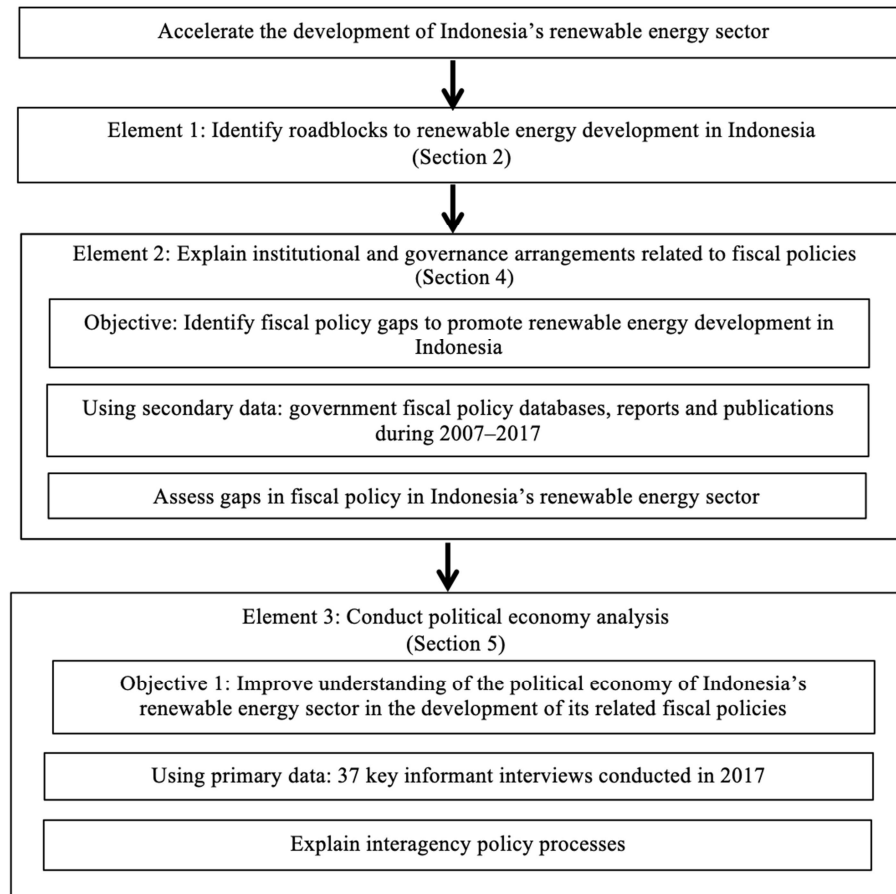 Accelerate the development of Indonesia’s renewable energy sector
Element 1: Identify roadblocks to renewable energy development in Indonesia
(Section 2)
Element 2: Explain institutional and governance arrangements related to fiscal policies
(Section 4)
Objective: Identify fiscal policy gaps to promote renewable energy development in
Indonesia
Using secondary data: government fiscal policy databases, reports and publications
during 2007–2017
Assess gaps in fiscal policy in Indonesia’s renewable energy sector
Element 3: Conduct political economy analysis
(Section 5)
Objective 1: Improve understanding of the political economy of Indonesia’s
renewable energy sector in the development of its related fiscal policies
Using primary data: 37 key informant interviews conducted in 2017
Explain interagency policy processes